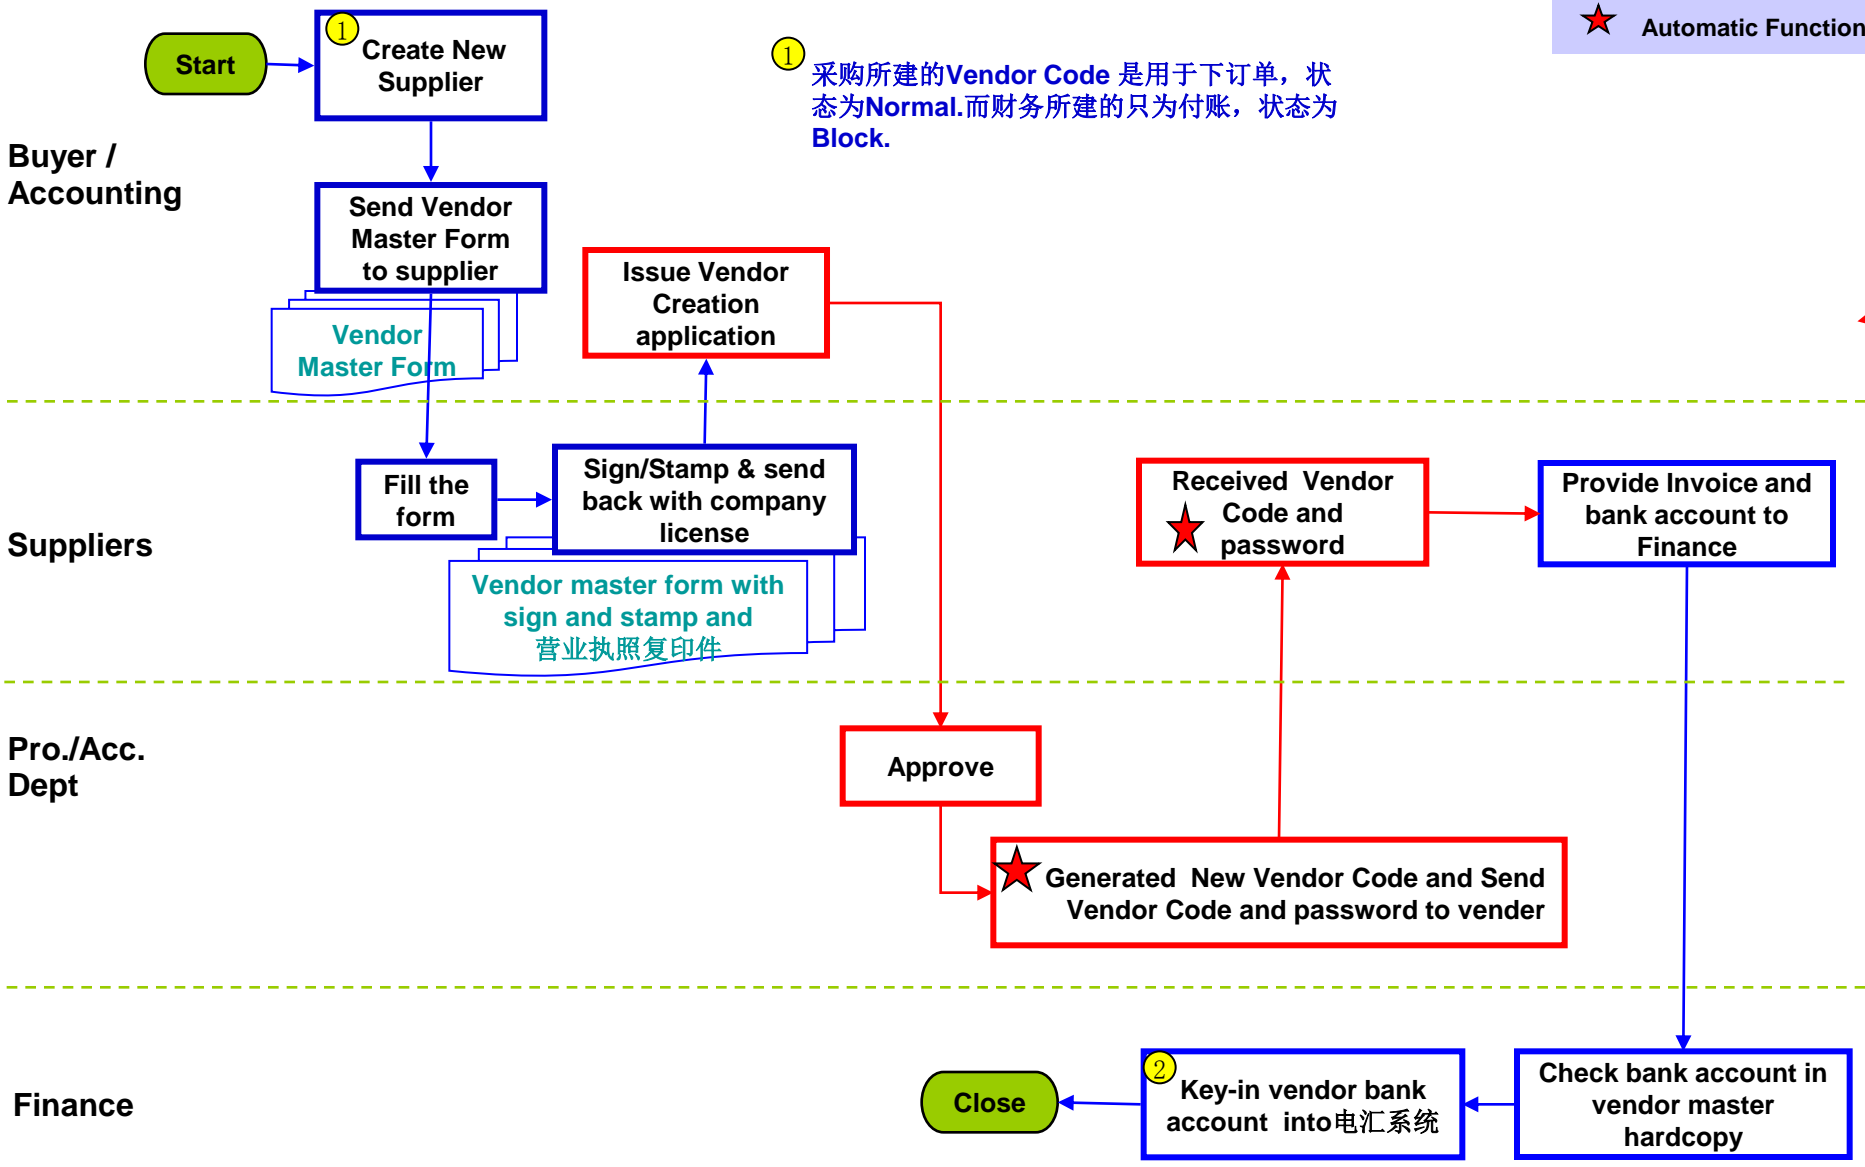 Automatic Function
Start
1
Create New
Supplier
1
采购所建的Vendor Code 是用于下订单，状
态为Normal.而财务所建的只为付账，状态为
Block.
Buyer /
Accounting
Send Vendor
Master Form
to supplier
Vendor
Master Form
Issue Vendor
Creation
application
Suppliers
Fill the
form
Sign/Stamp & send
back with company
license
Vendor master form with
sign and stamp and
营业执照复印件
Received  Vendor
Code and
password
Provide Invoice and
bank account to
Finance
Pro./Acc.
Dept
Approve
Generated  New Vendor Code and Send
Vendor Code and password to vender
Finance
Close
2
Key-in vendor bank
account  into电汇系统
Check bank account in
vendor master
hardcopy